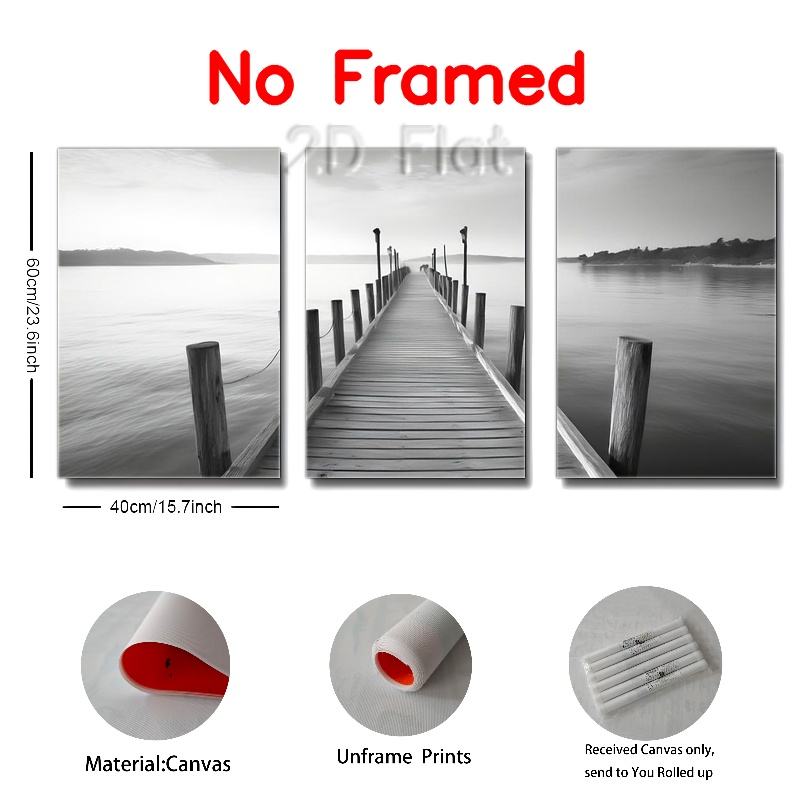 No Framed
2D Flat
60cm/23.6inch
40cm/15.7inch
Material:Canvas
Unframe Prints
Received Canvas only,
send to You Rolled up